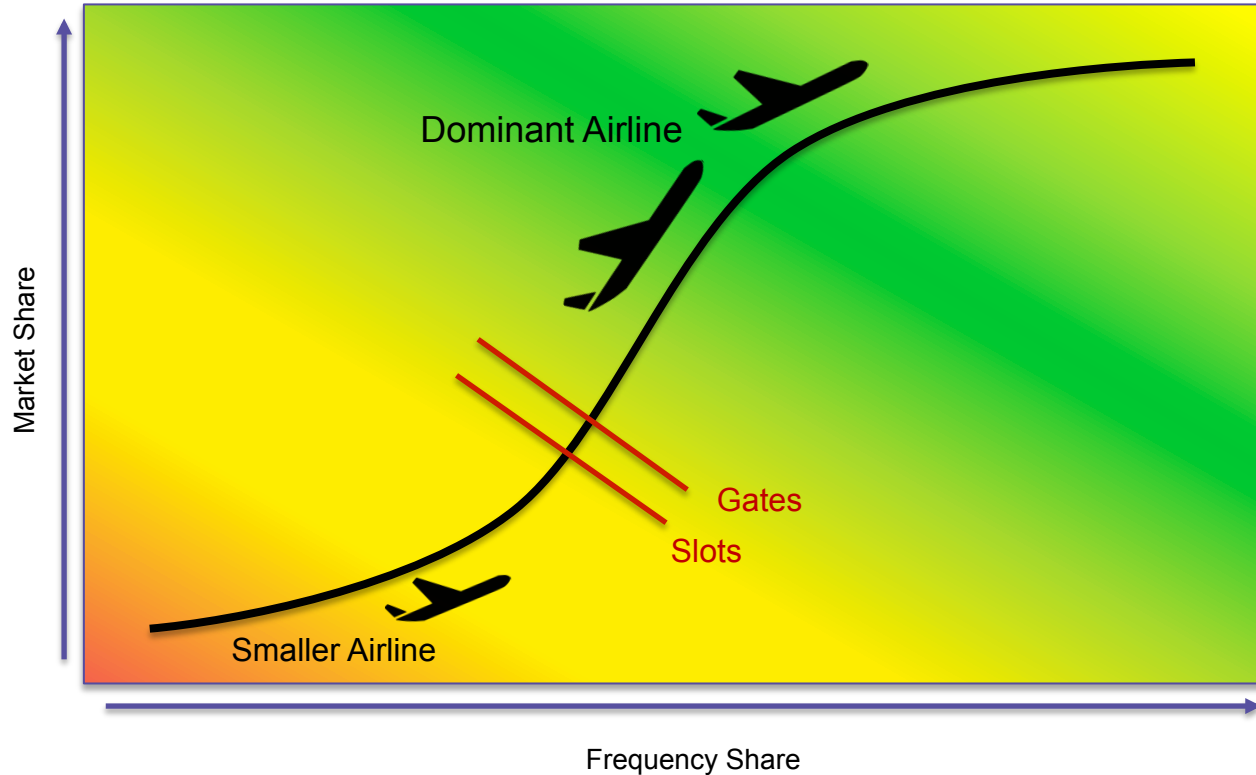 Dominant Airline
Market Share
Gates
Slots
Smaller Airline
Frequency Share